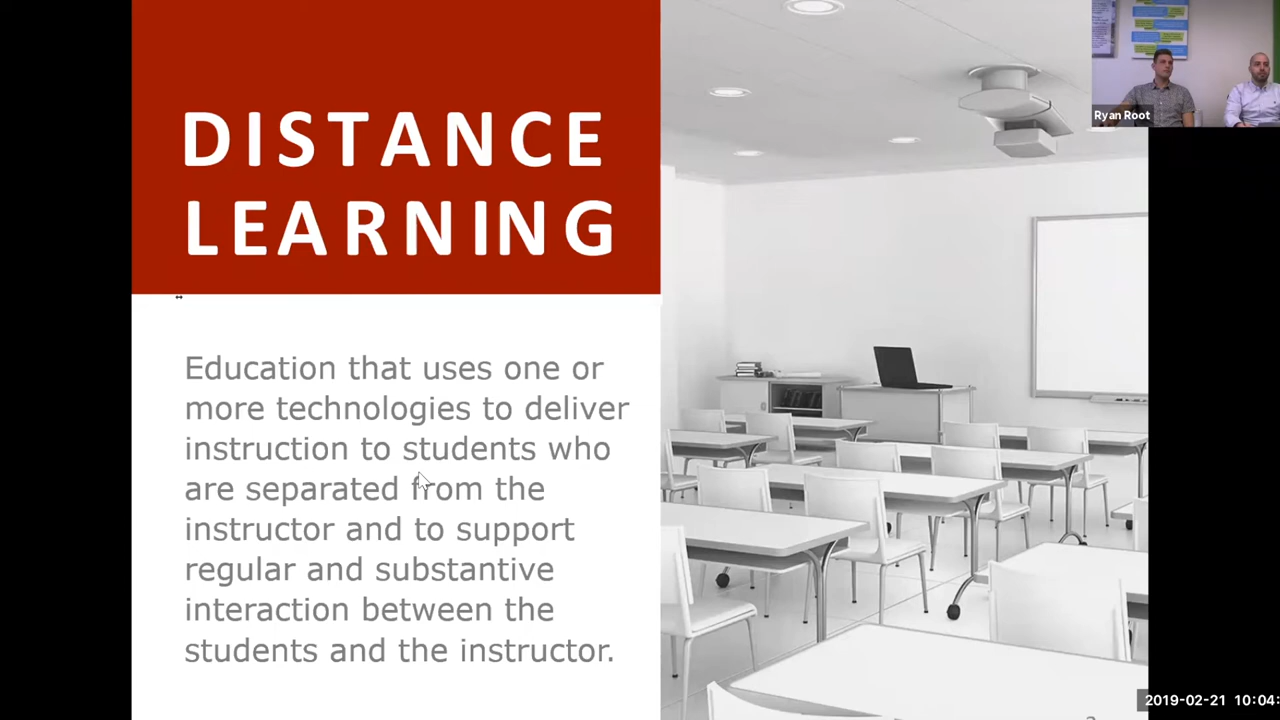 DISTANCE
LEARNING
Education that uses one or
more technologies to deliver
instruction to students who
are separated from the
instructor and to support
regular and substantive
interaction between the
students and the instructor.
Ryan Root
2019-02-21 10:04: